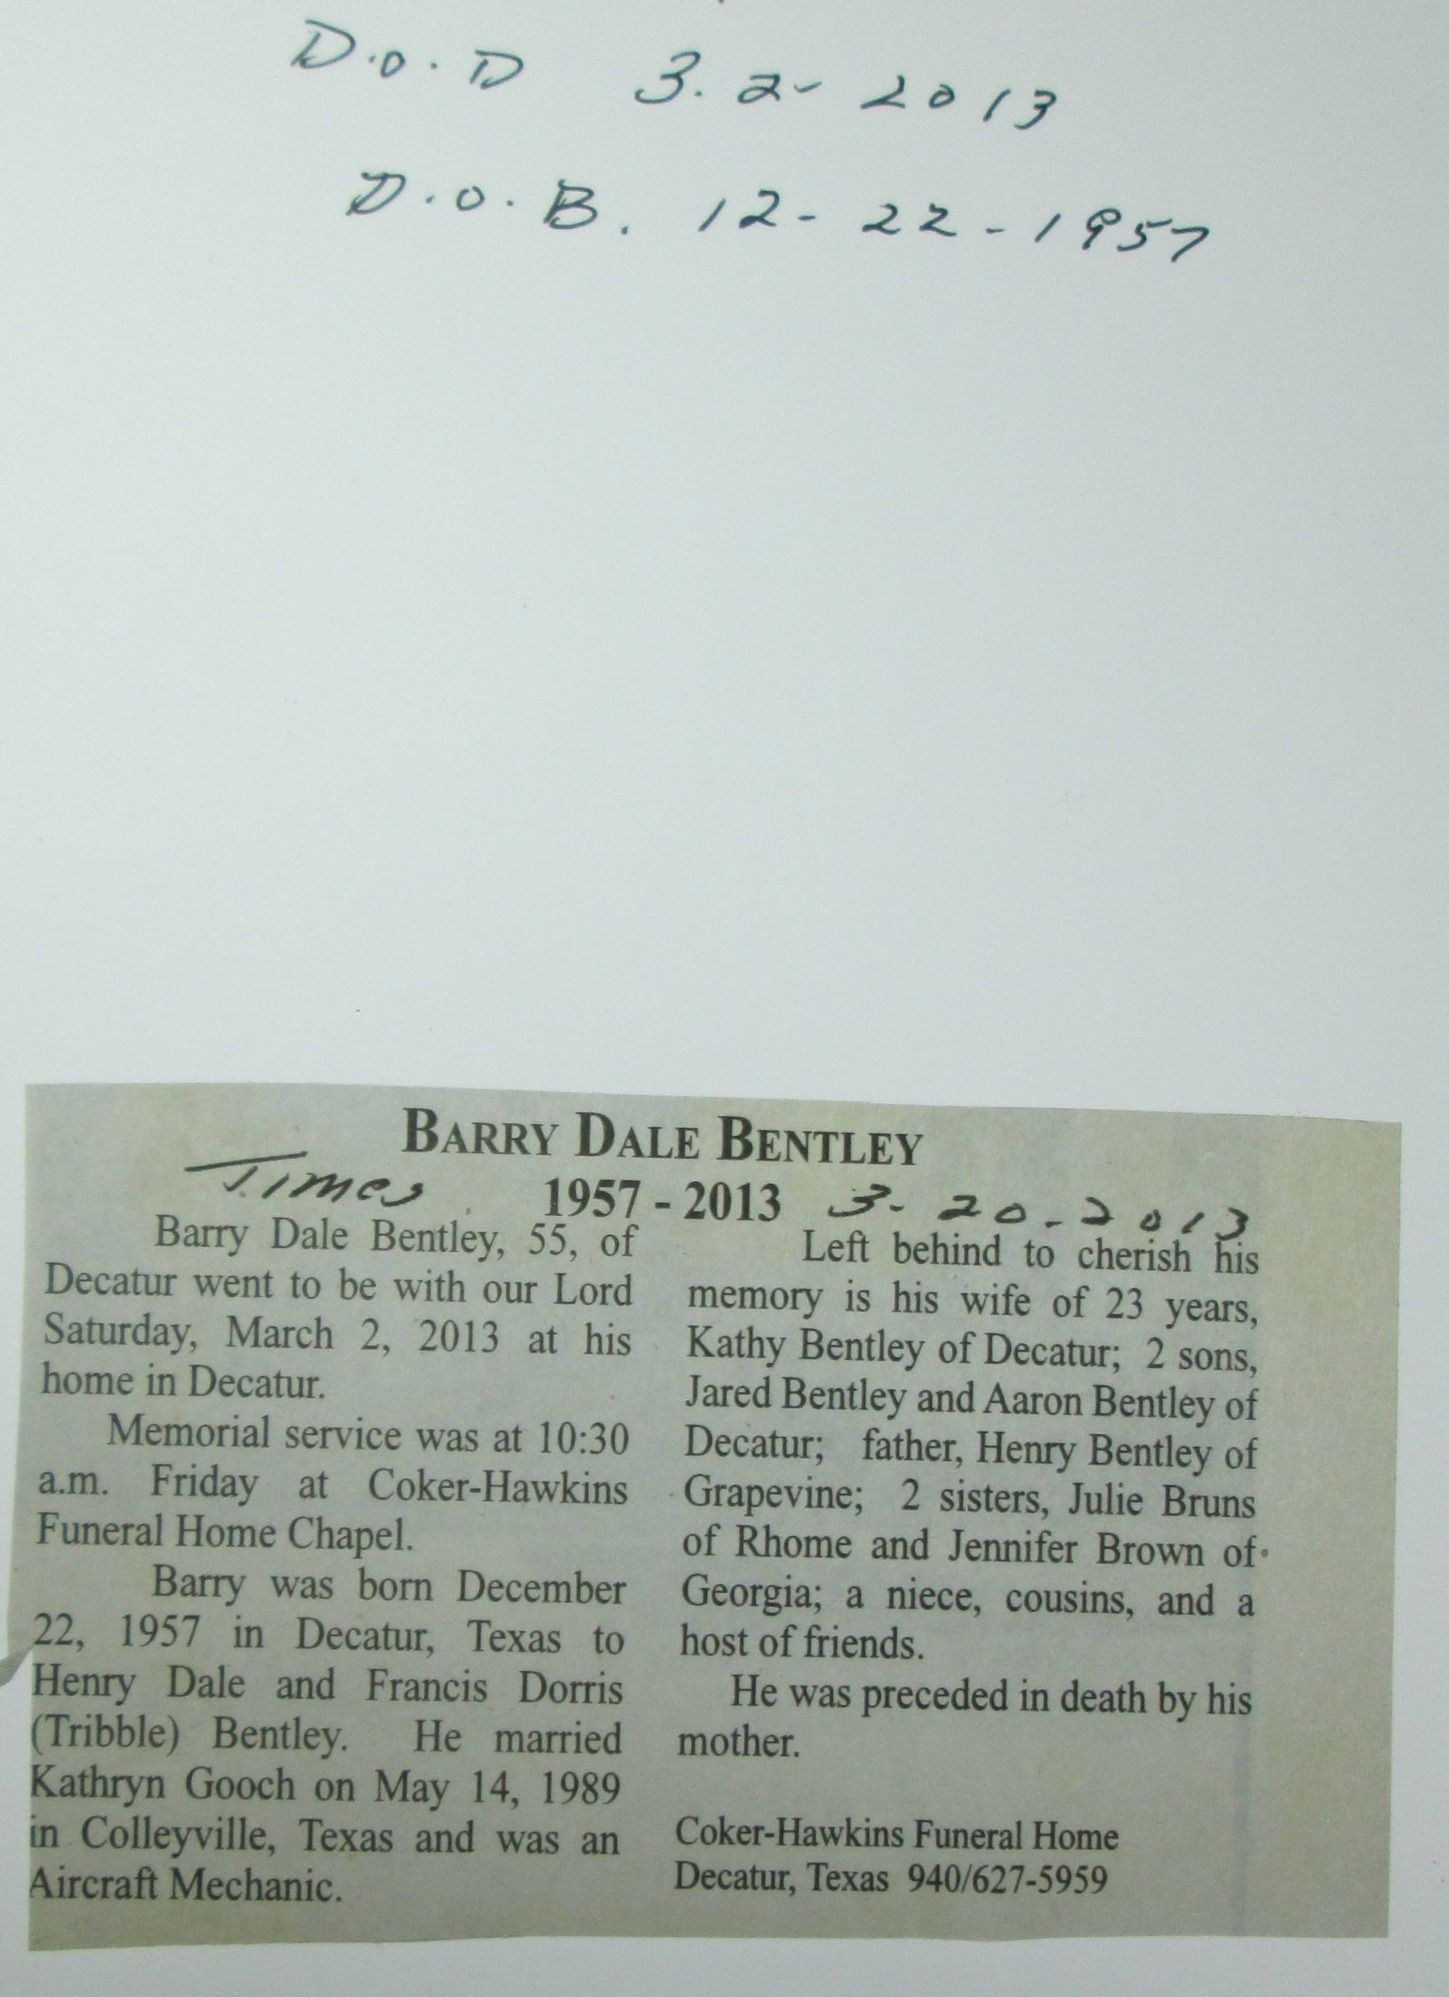 D.O.D 3.2-2013
D.O.B. 12-22-1957
BARRY DALE BENTLEY
Times 1957 - 2013 3-20-2013
Barry Dale Bentley, 55, of
Decatur went to be with our Lord
Saturday, March 2, 2013 at his
home in Decatur.
Memorial service was at 10:30
a.m. Friday at Coker-Hawkins
Funeral Home Chapel.
Barry was born December
22, 1957 in Decatur, Texas to
Henry Dale and Francis Dorris
(Tribble) Bentley. He married
Kathryn Gooch on May 14, 1989
in Colleyville, Texas and was an
Aircraft Mechanic.
Left behind to cherish his
memory is his wife of 23 years,
Kathy Bentley of Decatur; 2 sons,
Jared Bentley and Aaron Bentley of
Decatur; father, Henry Bentley of
Grapevine; 2 sisters, Julie Bruns
of Rhome and Jennifer Brown of
Georgia; a niece, cousins, and a
host of friends.
He was preceded in death by his
mother.
Coker-Hawkins Funeral Home
Decatur, Texas 940/627-5959